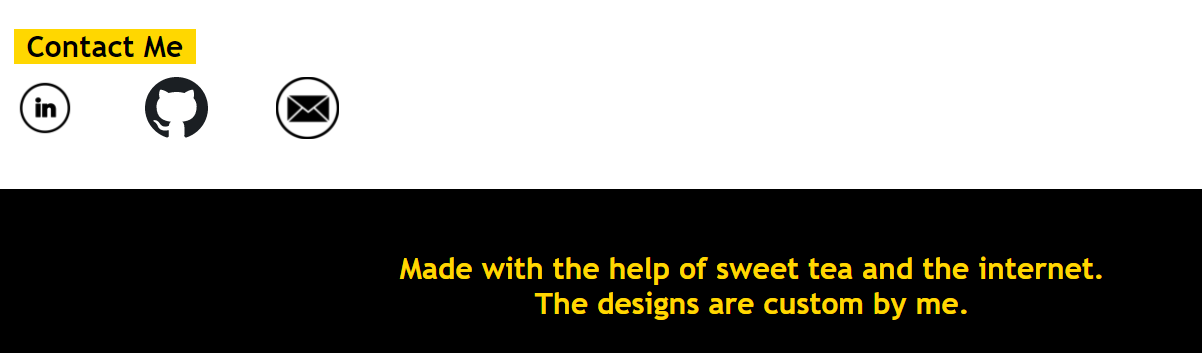 Contact Me
in
Made with the help of sweet tea and the internet.
The designs are custom by me.